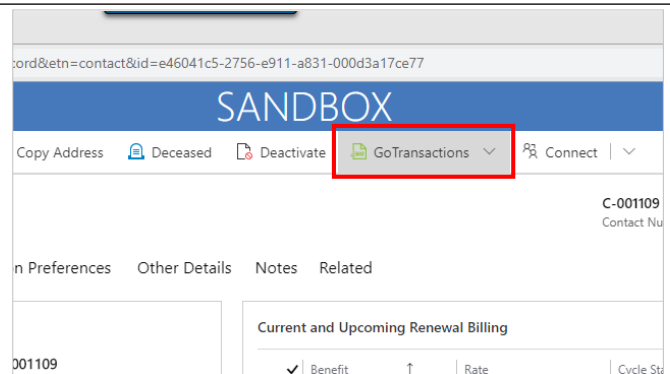 ord&etn=contact&id=e46041c5-2756-e911-a831-000d3a17ce77
SANDBOX
Copy Address Deceased Deactivate GoTransactions Connect
C-001109
Contact Nu
n Preferences Other Details Notes Related
Current and Upcoming Renewal Billing
001109
Benefit ↑ Rate Cycle Sta